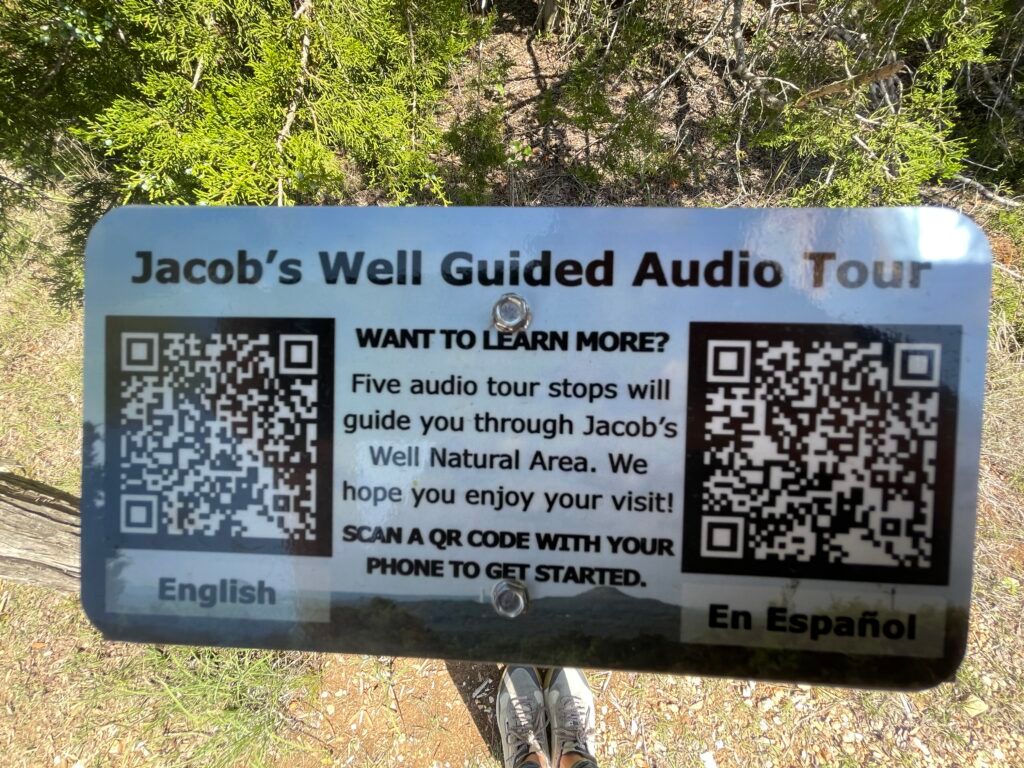 Jacob's Well Guided Audio Tour
WANT TO LEARN MORE?
Five audio tour stops will
guide you through Jacob's
Well Natural Area. We
hope you enjoy your visit!
SCAN A QR CODE WITH YOUR
PHONE TO GET STARTED.
English
En Español